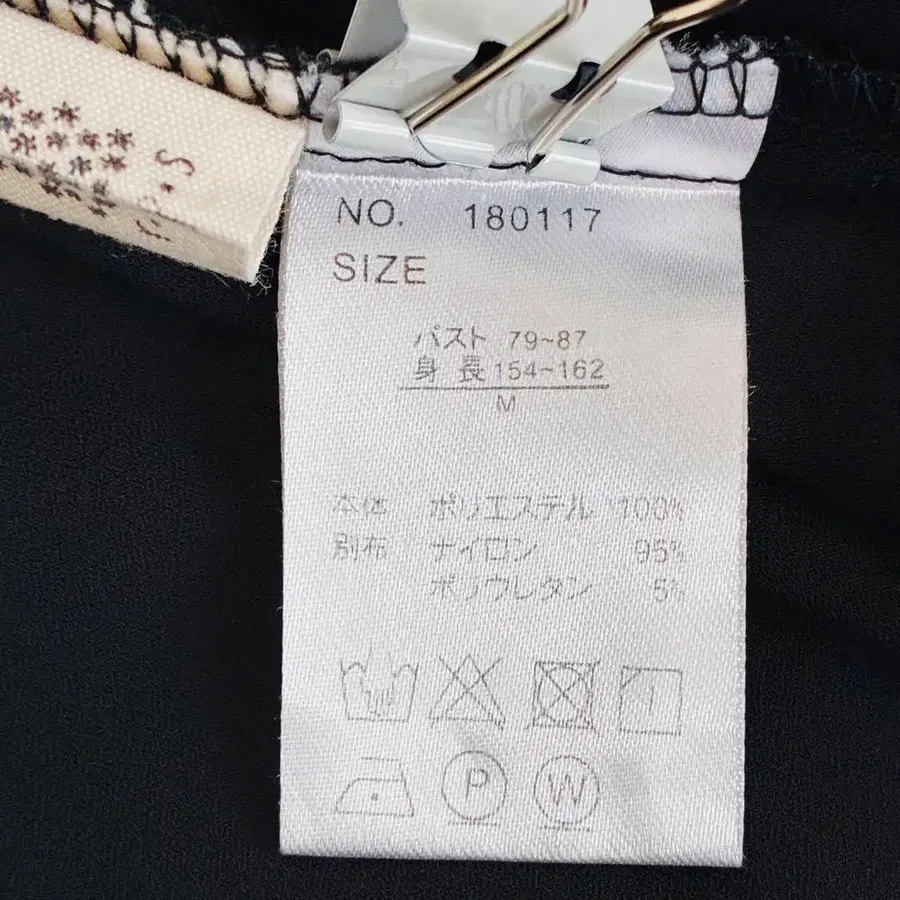 NO. 180117
SIZE
バスト 79~87
身長 154~162
M
本体 ポリエステル 100%
別布 ナイロン 95%
ポリウレタン 5%
P W